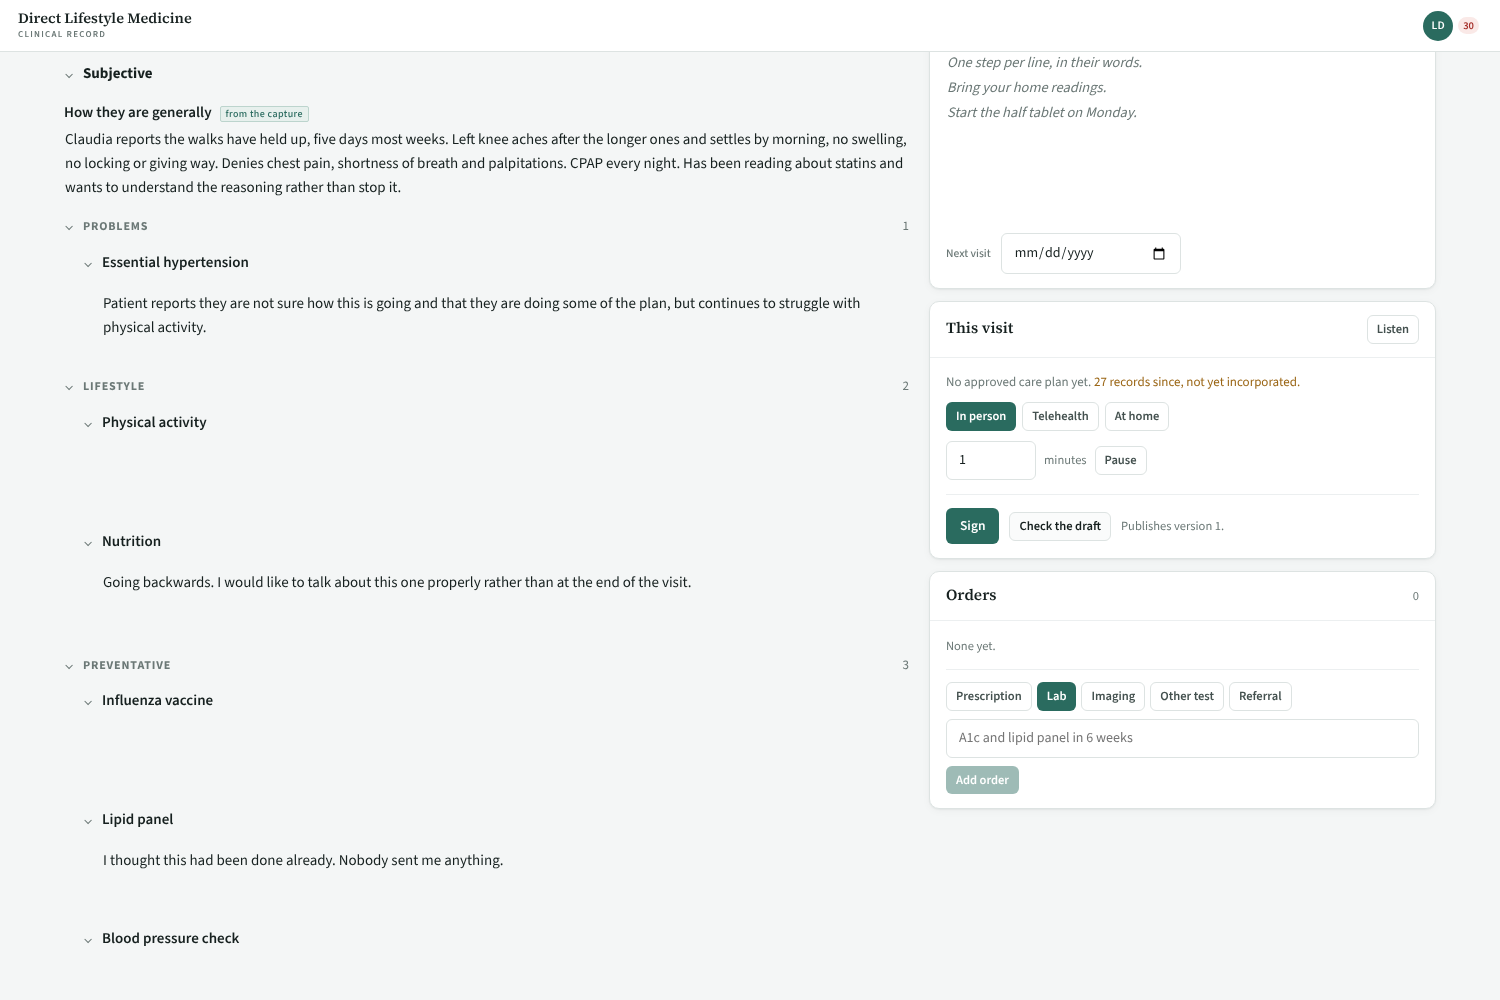 Direct Lifestyle Medicine
CLINICAL RECORD
LD
30
Subjective
How they are generally
from the capture
Claudia reports the walks have held up, five days most weeks. Left knee aches after the longer ones and settles by morning, no swelling,
no locking or giving way. Denies chest pain, shortness of breath and palpitations. CPAP every night. Has been reading about statins and
wants to understand the reasoning rather than stop it.
PROBLEMS
1
Essential hypertension
Patient reports they are not sure how this is going and that they are doing some of the plan, but continues to struggle with
physical activity.
LIFESTYLE
2
Physical activity
Nutrition
Going backwards. I would like to talk about this one properly rather than at the end of the visit.
PREVENTATIVE
3
Influenza vaccine
Lipid panel
I thought this had been done already. Nobody sent me anything.
Blood pressure check
One step per line, in their words.
Bring your home readings.
Start the half tablet on Monday.
Next visit
mm/dd/yyyy
This visit
Listen
No approved care plan yet. 27 records since, not yet incorporated.
In person
Telehealth
At home
1
minutes
Pause
Sign
Check the draft
Publishes version 1.
Orders
0
None yet.
Prescription
Lab
Imaging
Other test
Referral
A1c and lipid panel in 6 weeks
Add order